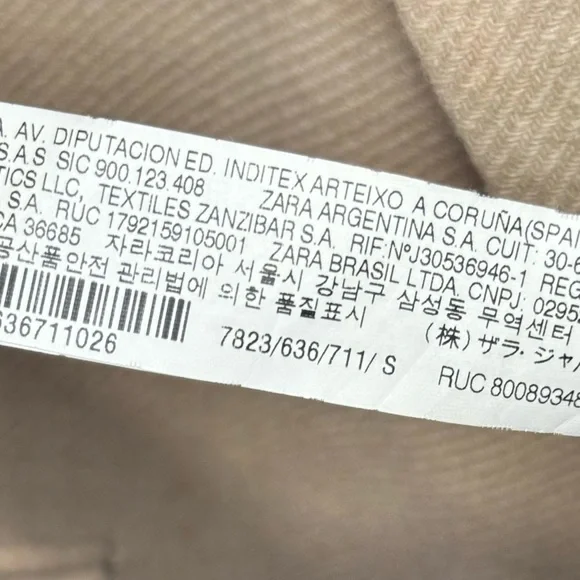 A. AV. DIPUTACION ED. INDITEX ARTEIXO A CORUÑA (SPAIN
S.A.S SIC 900.123.408 ZARA ARGENTINA S.A. CUIT: 30-6
TICS LLC, TEXTILES ZANZIBAR S.A. RIF:NºJ30536946-1 REG
S.A. RUC 1792159105001 ZARA BRASIL LTDA. CNPJ: 0295
CA 36685 자라코리아 서울시 강남구 삼성동 무역센터
공산품안전 관리법에 의한 품질표시 (株) ザラ・ジャパ
636711026 7823/636/711/ S RUC 80089348